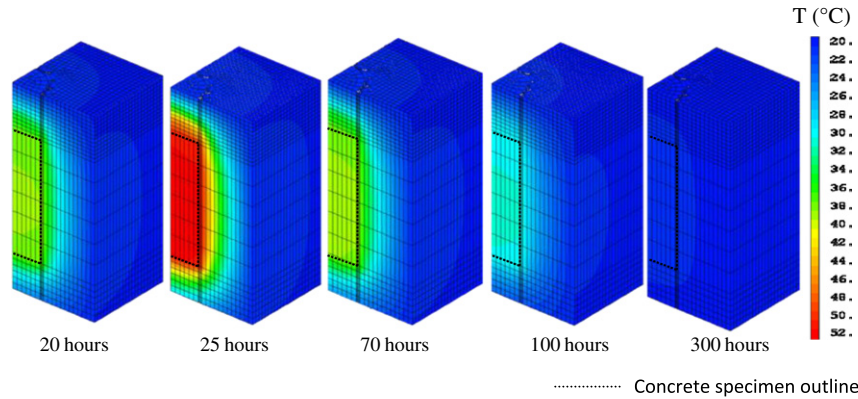 T (°C)
20.
22.
24.
26.
28.
30.
32.
34.
36.
38.
40.
42.
44.
46.
48.
50.
52.
20 hours
25 hours
70 hours
100 hours
300 hours
Concrete specimen outline